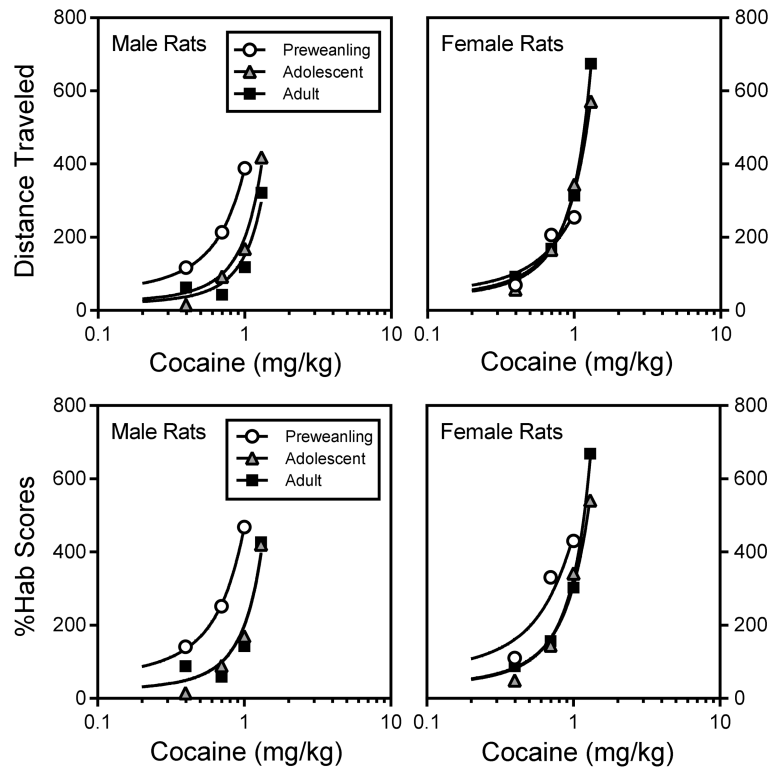 800
600
400
200
0
Distance Traveled
Male Rats
Preweanling
Adolescent
Adult
0.1
1
10
Cocaine (mg/kg)
Female Rats
800
600
400
200
0
0.1
1
10
Cocaine (mg/kg)
800
600
400
200
0
%Hab Scores
Male Rats
Preweanling
Adolescent
Adult
0.1
1
10
Cocaine (mg/kg)
Female Rats
800
600
400
200
0
0.1
1
10
Cocaine (mg/kg)